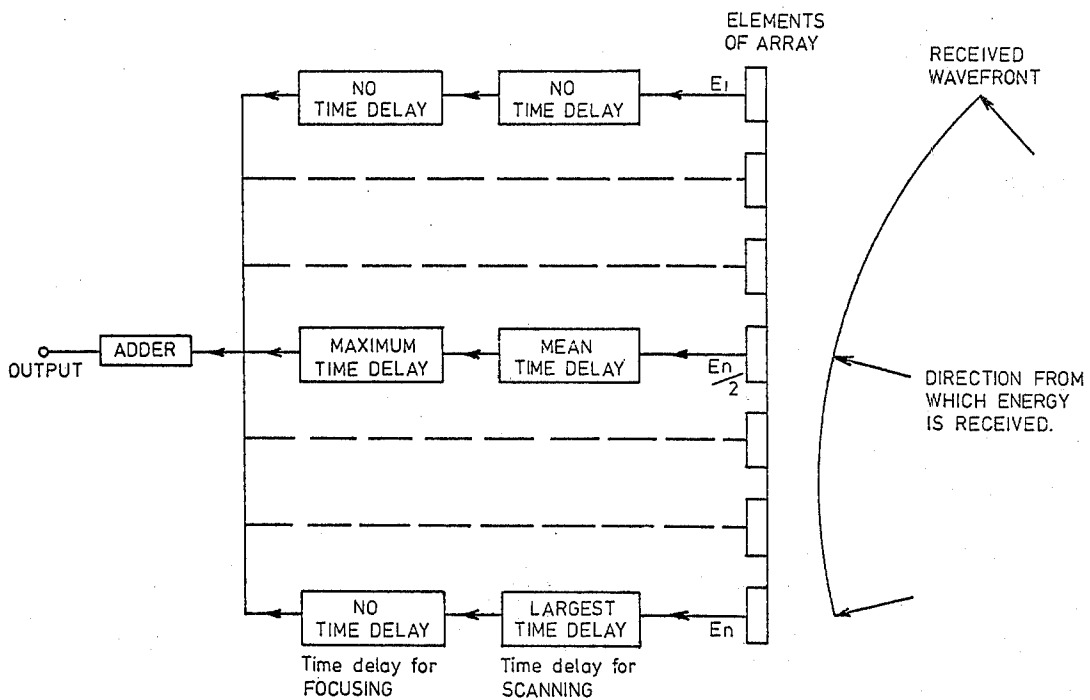 ELEMENTS
OF ARRAY
RECEIVED
WAVEFRONT
NO
TIME DELAY
NO
TIME DELAY
E1
OUTPUT
ADDER
MAXIMUM
TIME DELAY
MEAN
TIME DELAY
En/2
DIRECTION FROM
WHICH ENERGY
IS RECEIVED.
NO
TIME DELAY
LARGEST
TIME DELAY
En
Time delay for
FOCUSING
Time delay for
SCANNING